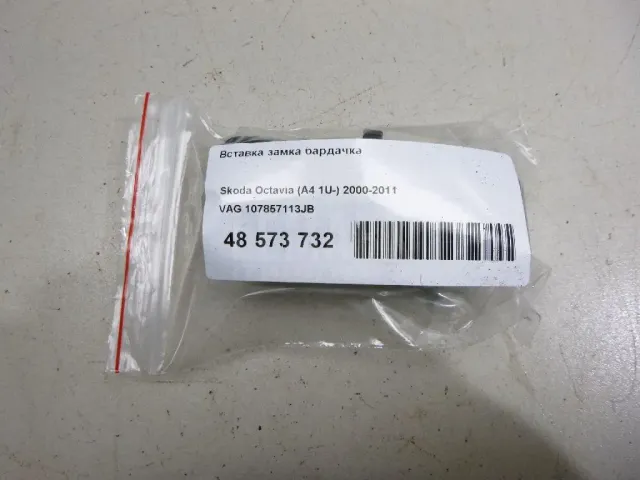 Вставка замка бардачка
Skoda Octavia (A4 1U-) 2000-2011
VAG 107857113JB
48 573 732